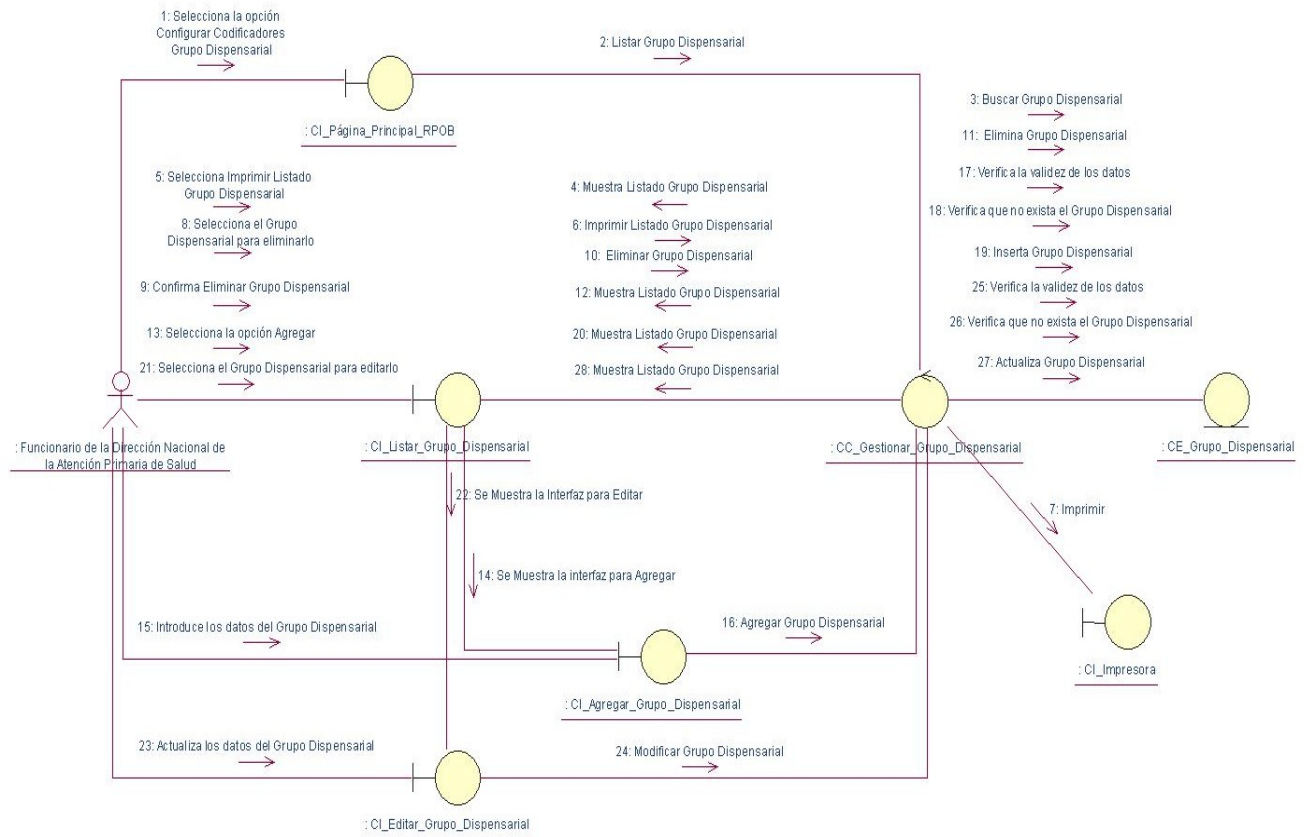 1: Selecciona la opción
Configurar Codificadores
Grupo Dispensarial
2: Listar Grupo Dispensarial
: CI_Página_Principal_RPOB
3: Buscar Grupo Dispensarial
11: Elimina Grupo Dispensarial
17: Verifica la validez de los datos
18: Verifica que no exista el Grupo Dispensarial
19: Inserta Grupo Dispensarial
25: Verifica la validez de los datos
26: Verifica que no exista el Grupo Dispensarial
27: Actualiza Grupo Dispensarial
5: Selecciona Imprimir Listado
Grupo Dispensarial
8: Selecciona el Grupo
Dispensarial para eliminarlo
9: Confirma Eliminar Grupo Dispensarial
13: Selecciona la opción Agregar
21: Selecciona el Grupo Dispensarial para editarlo
4: Muestra Listado Grupo Dispensarial
6: Imprimir Listado Grupo Dispensarial
10: Eliminar Grupo Dispensarial
12: Muestra Listado Grupo Dispensarial
20: Muestra Listado Grupo Dispensarial
28: Muestra Listado Grupo Dispensarial
: Funcionario de la Dirección Nacional de
la Atención Primaria de Salud
: CI_Listar_Grupo_Dispensarial
: CC_Gestionar_Grupo_Dispensarial
: CE_Grupo_Dispensarial
22: Se Muestra la Interfaz para Editar
7: Imprimir
14: Se Muestra la interfaz para Agregar
15: Introduce los datos del Grupo Dispensarial
16: Agregar Grupo Dispensarial
: CI_Impresora
: CI_Agregar_Grupo_Dispensarial
23: Actualiza los datos del Grupo Dispensarial
24: Modificar Grupo Dispensarial
: CI_Editar_Grupo_Dispensarial